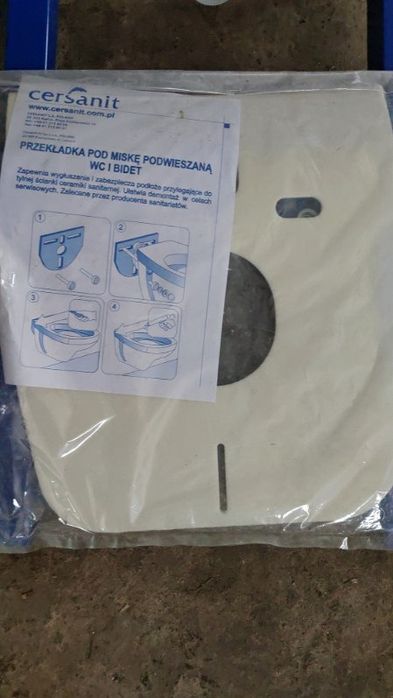 cersanit
www.cersanit.com.pl
PRZEKŁADKA POD MISKĘ PODWIESZANĄ
WC I BIDET
Zapewnia wygłuszenie i zabezpiecza podłoże przylegające do
tylnej ścianki ceramiki sanitarnej. Ułatwia demontaż w celach
serwisowych. Zalecane przez producenta sanitariatów.
1
2
3
4